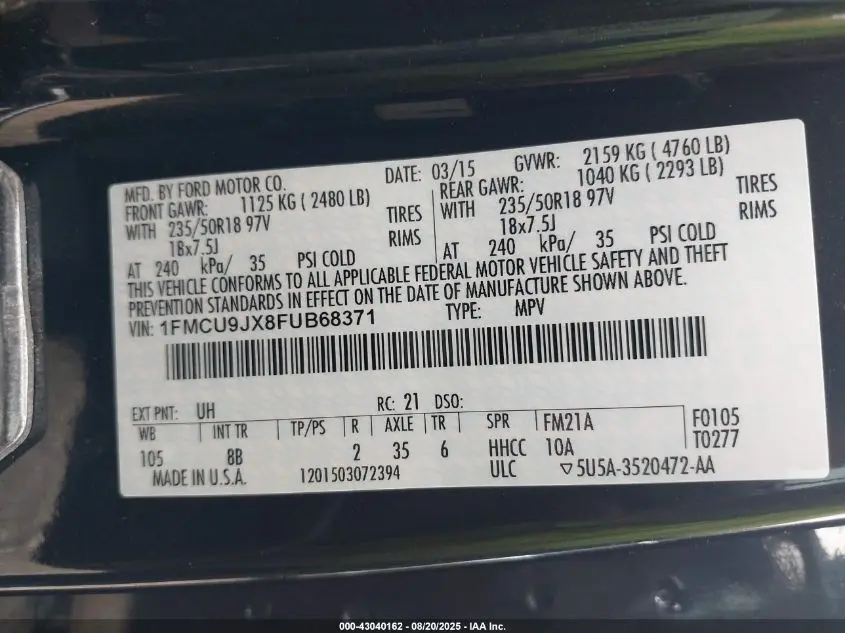 MFD. BY FORD MOTOR CO. DATE: 03/15 GVWR: 2159 KG ( 4760 LB)
FRONT GAWR: 1125 KG ( 2480 LB) REAR GAWR: 1040 KG ( 2293 LB)
WITH 235/50R18 97V TIRES WITH 235/50R18 97V TIRES
18x7.5J RIMS 18x7.5J RIMS
AT 240 kPa/ 35 PSI COLD AT 240 kPa/ 35 PSI COLD
THIS VEHICLE CONFORMS TO ALL APPLICABLE FEDERAL MOTOR VEHICLE SAFETY AND THEFT
PREVENTION STANDARDS IN EFFECT ON THE DATE OF MANUFACTURE SHOWN ABOVE.
VIN: 1FMCU9JX8FUB68371 TYPE: MPV
EXT PNT: UH RC: 21 DSO:
WB INT TR TP/PS R AXLE TR SPR FM21A F0105
105 8B 2 35 6 HHCC 10A T0277
MADE IN U.S.A. 1201503072394 ULC ▽5U5A-3520472-AA
000-43040162 - 08/20/2025 - IAA Inc.